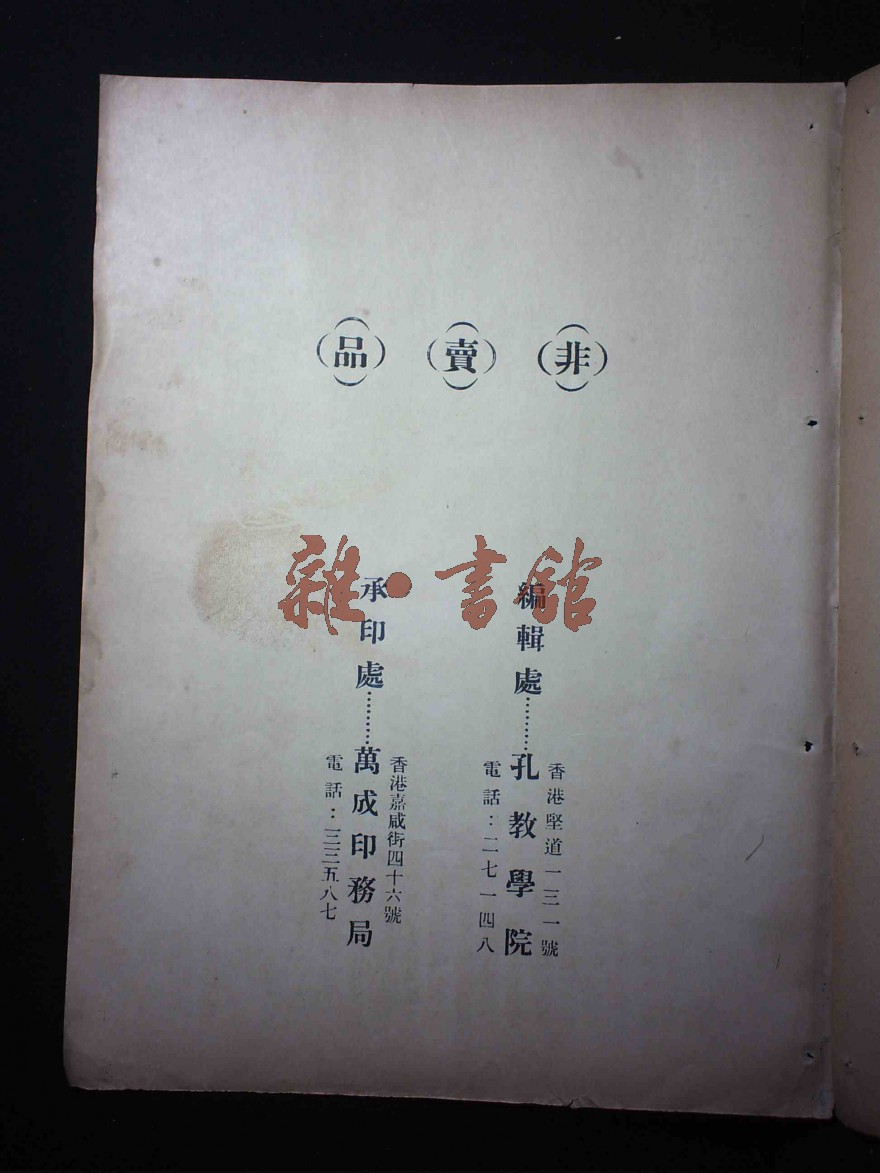 非賣品
雜·書館
香港堅道一三一號
編輯處………孔教學院
電話：二七一四八
香港嘉咸街四十六號
承印處………萬成印務局
電話：三三五八七